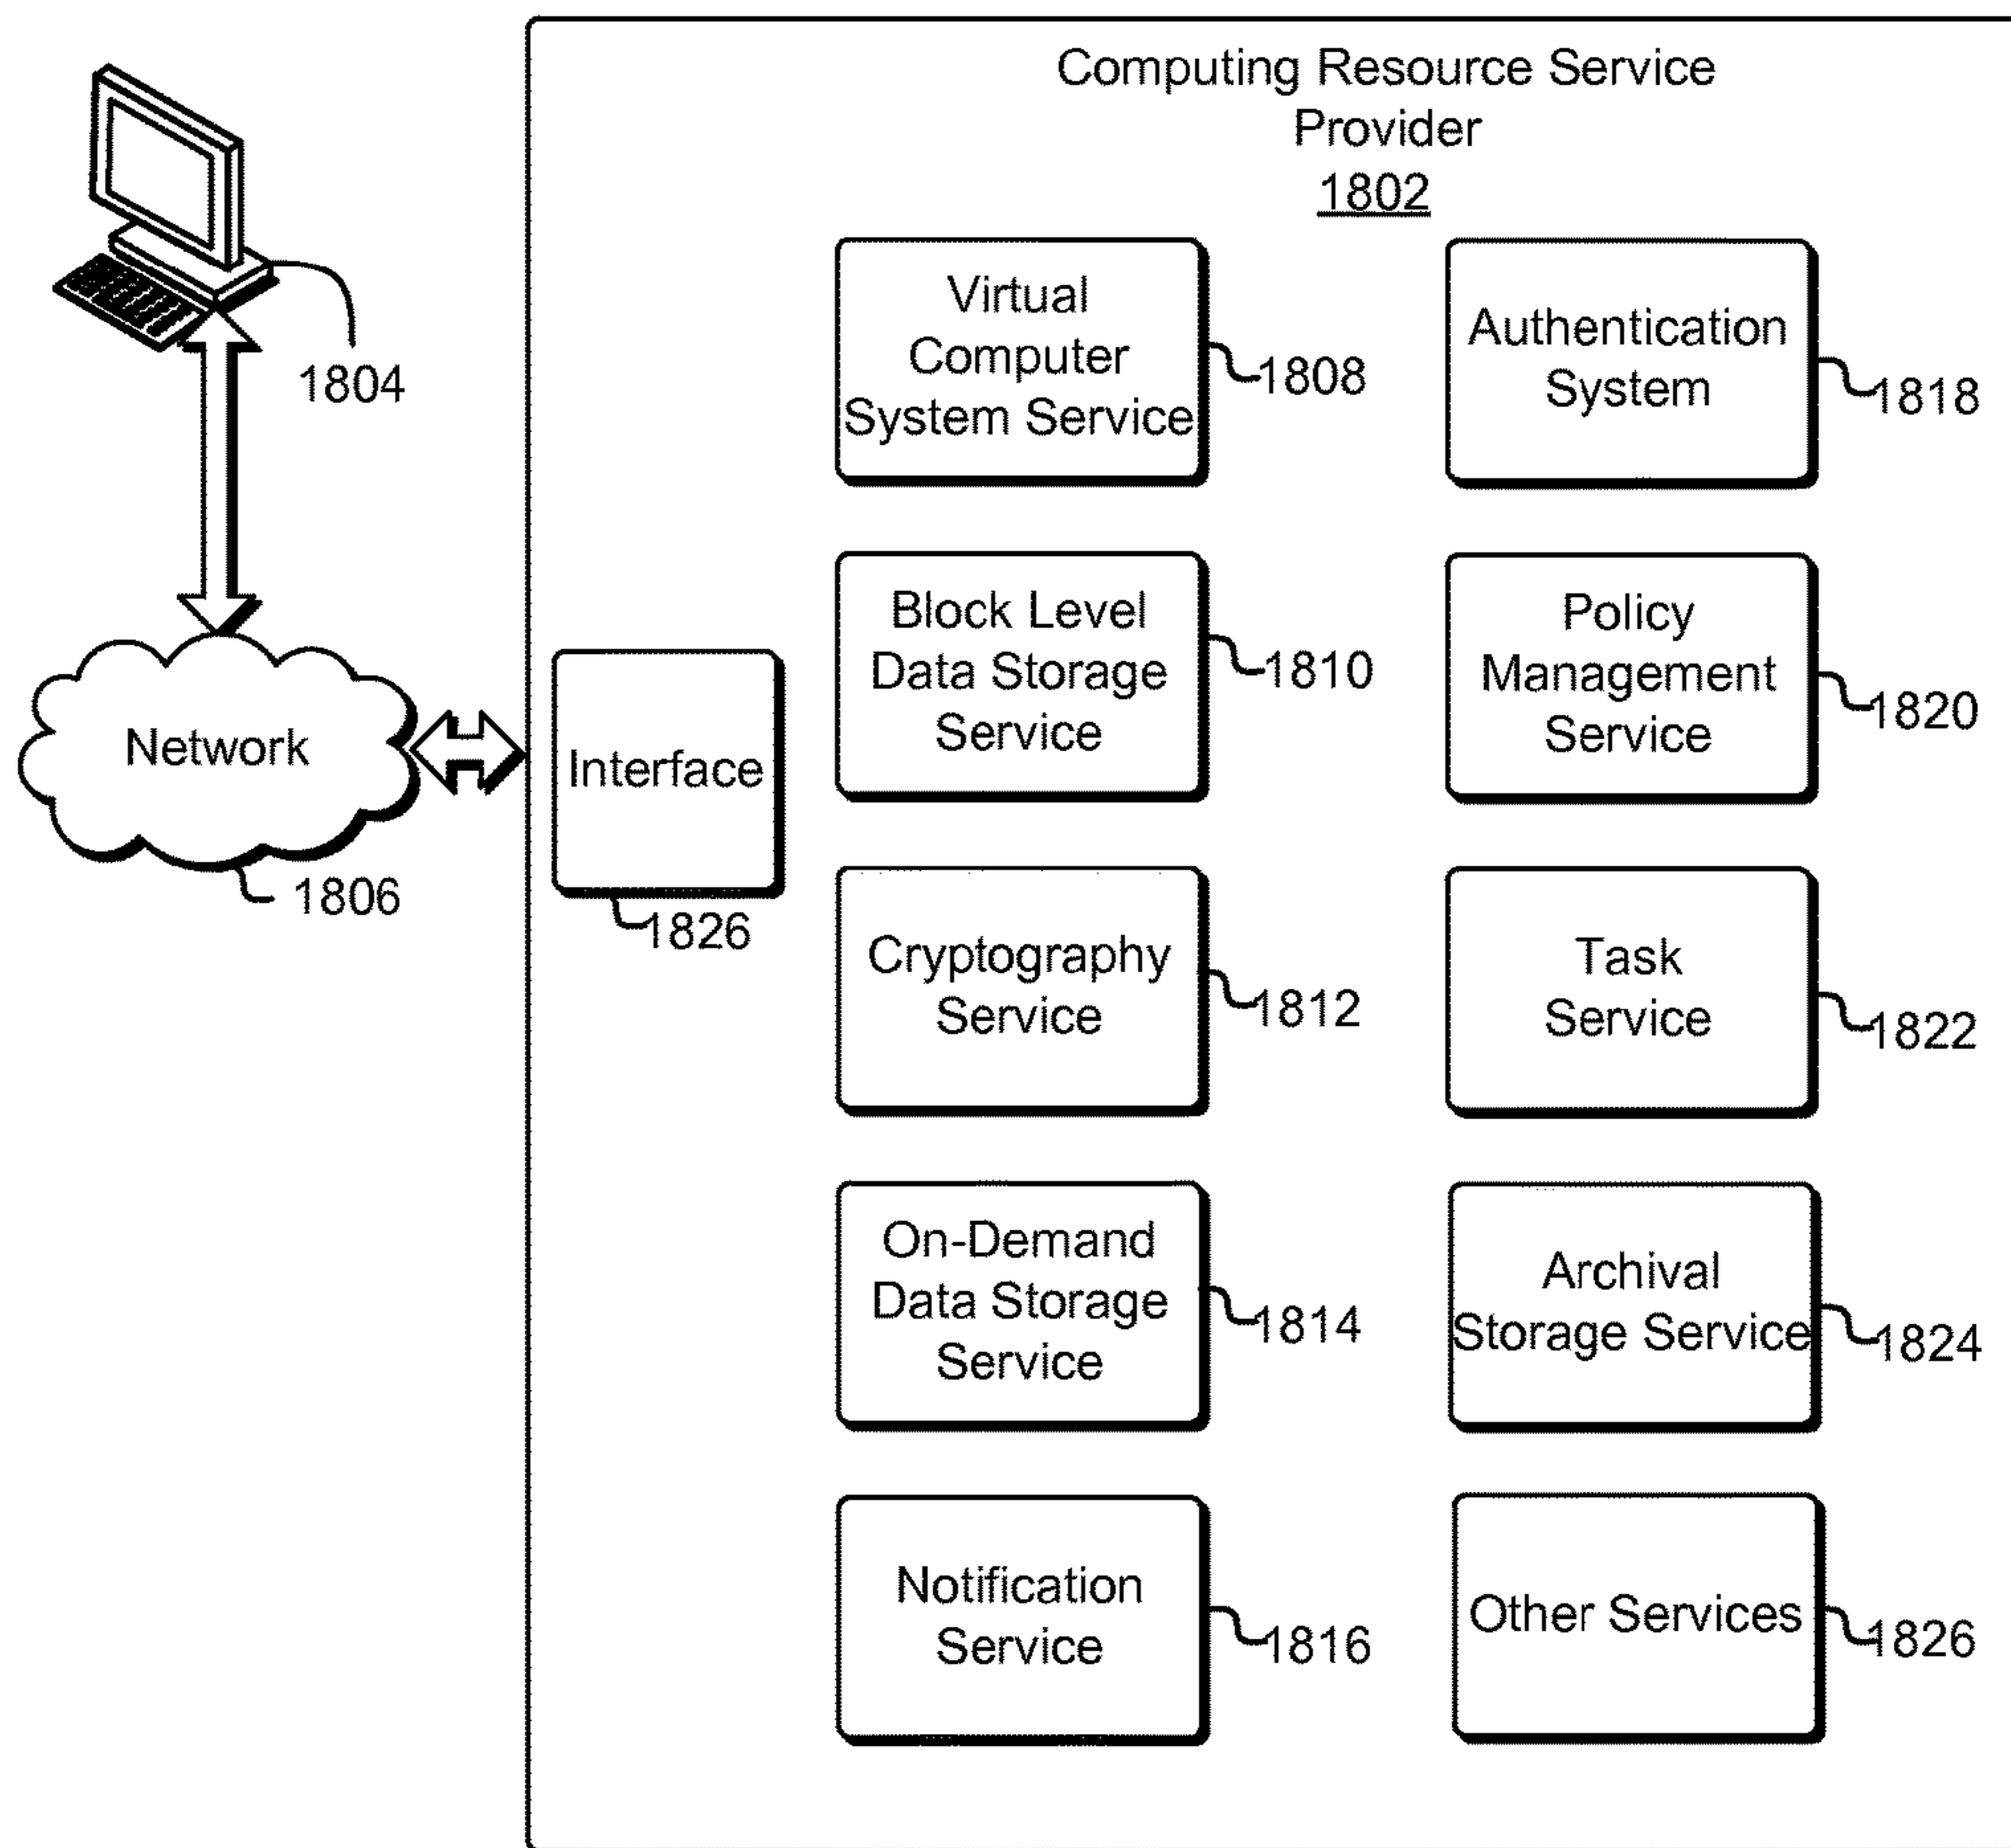 Computing Resource Service
Provider
1802
1804
Network
1806
Interface
1826
Virtual
Computer
System Service
1808
Authentication
System
1818
Block Level
Data Storage
Service
1810
Policy
Management
Service
1820
Cryptography
Service
1812
Task
Service
1822
On-Demand
Data Storage
Service
1814
Archival
Storage Service
1824
Notification
Service
1816
Other Services
1826